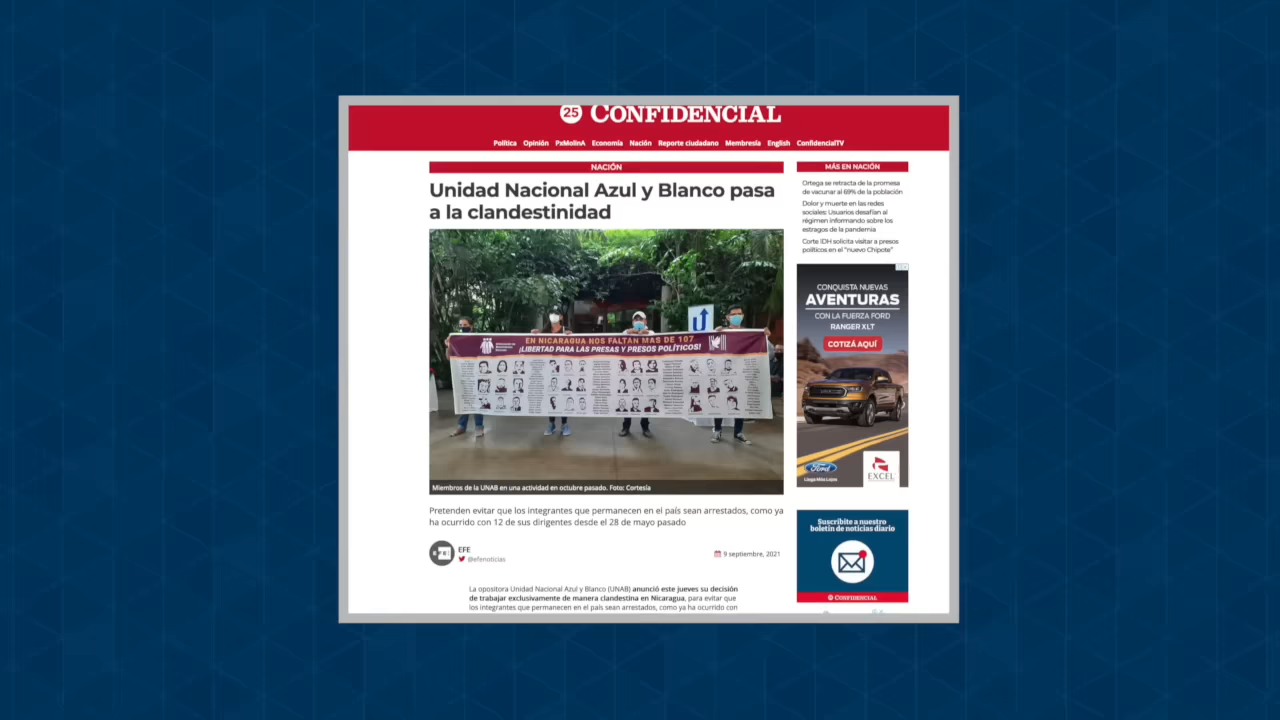 25 CONFIDENCIAL
Política Opinión PxMolinA Economía Nación Reporte ciudadano Membresía English ConfidencialTV
NACIÓN
Unidad Nacional Azul y Blanco pasa
a la clandestinidad
EN NICARAGUA NOS FALTAN MAS DE 107
¡LIBERTAD PARA LAS PRESAS Y PRESOS POLÍTICOS!
Miembros de la UNAB en una actividad en octubre pasado. Foto: Cortesía
Pretenden evitar que los integrantes que permanecen en el país sean arrestados, como ya
ha ocurrido con 12 de sus dirigentes desde el 28 de mayo pasado
EFE
@efenoticias
9 septiembre, 2021
La opositora Unidad Nacional Azul y Blanco (UNAB) anunció este jueves su decisión
de trabajar exclusivamente de manera clandestina en Nicaragua, para evitar que
los integrantes que permanecen en el país sean arrestados, como ya ha ocurrido con
MÁS EN NACIÓN
Ortega se retracta de la promesa
de vacunar al 69% de la población
Dolor y muerte en las redes
sociales: Usuarios desafían al
régimen informando sobre los
estragos de la pandemia
Corte IDH solicita visitar a presos
políticos en el "nuevo Chipote"
CONQUISTA NUEVAS
AVENTURAS
CON LA FUERZA FORD
RANGER XLT
COTIZÁ AQUÍ
Ford
Llega Más Lejos
EXCEL
Suscribite a nuestro
boletín de noticias diario
CONFIDENCIAL